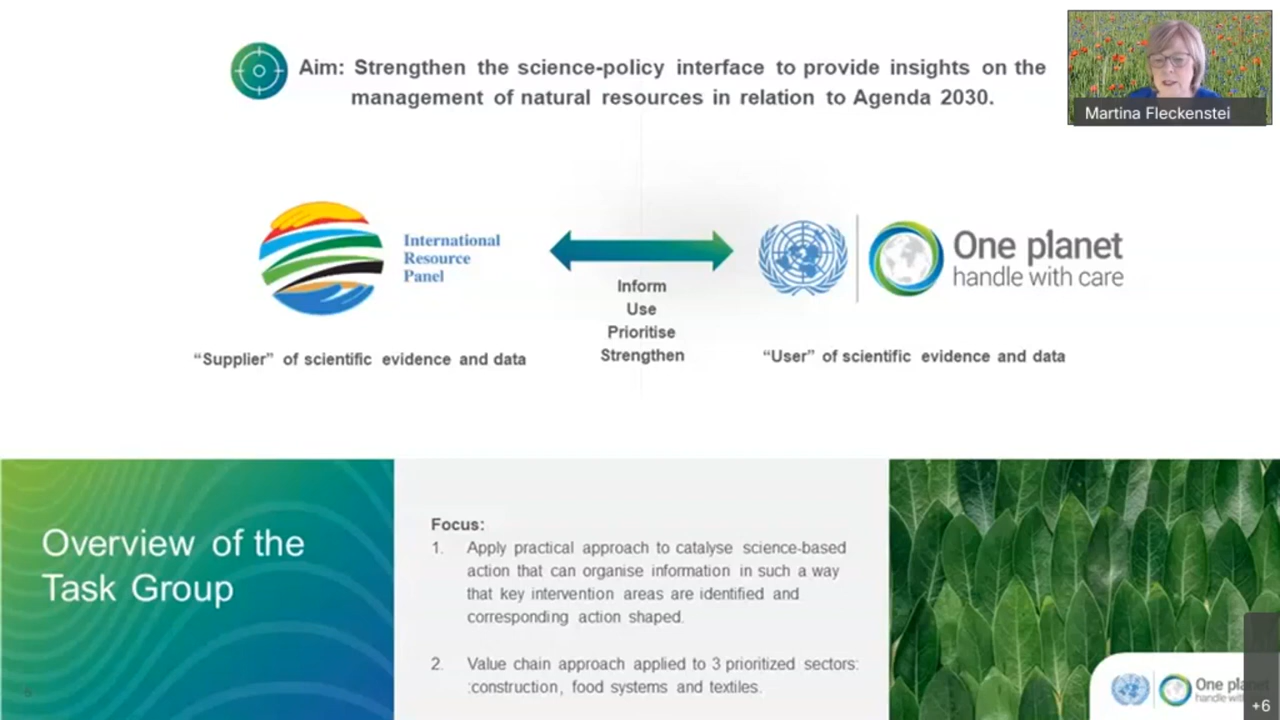 Aim: Strengthen the science-policy interface to provide insights on the
management of natural resources in relation to Agenda 2030.
Martina Fleckenstei
International
Resource
Panel
One planet
handle with care
Inform
Use
Prioritise
Strengthen
“Supplier” of scientific evidence and data
“User” of scientific evidence and data
Overview of the
Task Group
Focus:
1. Apply practical approach to catalyse science-based
action that can organise information in such a way
that key intervention areas are identified and
corresponding action shaped.
2. Value chain approach applied to 3 prioritized sectors:
:construction, food systems and textiles.
6
One planet
handle with
+6